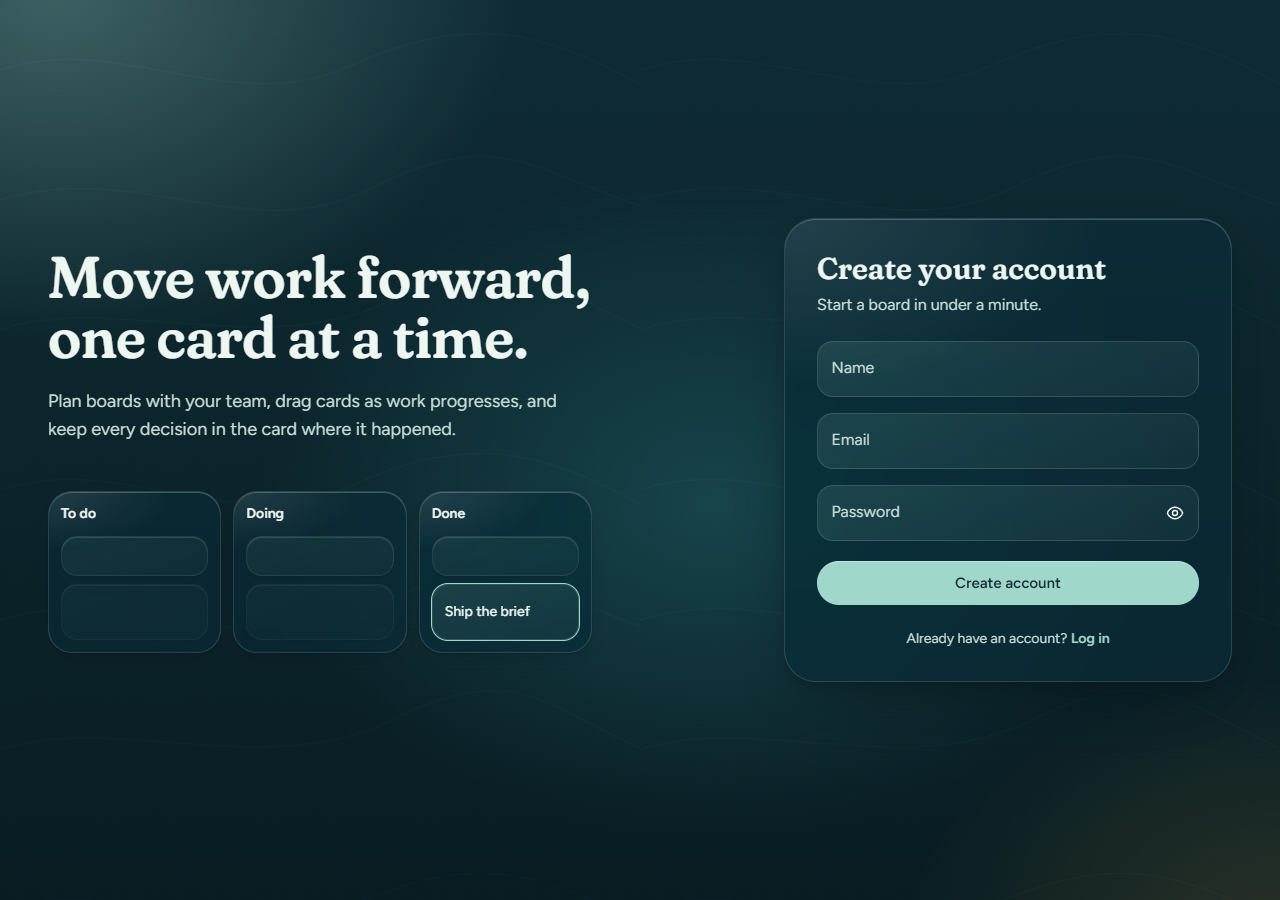 Move work forward,
one card at a time.
Plan boards with your team, drag cards as work progresses, and
keep every decision in the card where it happened.
To do
Doing
Done
Ship the brief
Create your account
Start a board in under a minute.
Name
Email
Password
Create account
Already have an account? Log in